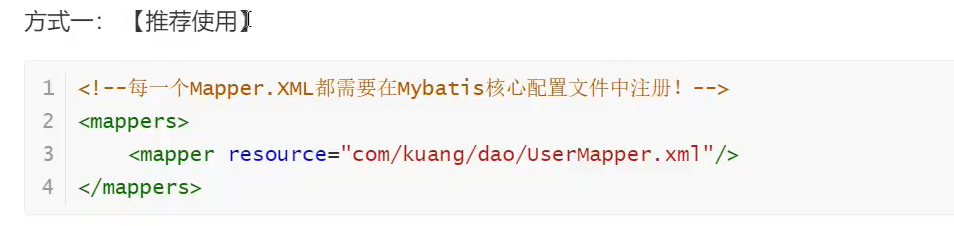 方式一：【推荐使用】
1 <!--每一个Mapper.XML都需要在Mybatis核心配置文件中注册！-->
2 <mappers>
3     <mapper resource="com/kuang/dao/UserMapper.xml"/>
4 </mappers>